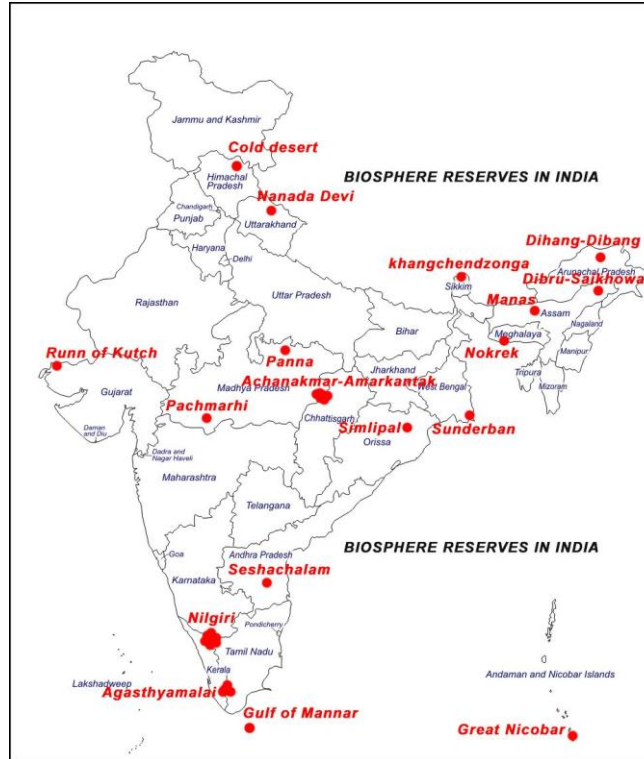 Jammu and Kashmir
Cold desert
Himachal
Pradesh
BIOSPHERE RESERVES IN INDIA
Nanada Devi
Chandigarh
Punjab
Uttarakhand
Haryana
Delhi
Dihang-Dibang
khangchendzonga
Arunachal Pradesh
Sikkim
Dibru-Saikhowa
Uttar Pradesh
Manas
Assam
Rajasthan
Nagaland
Bihar
Meghalaya
Manipur
Runn of Kutch
Panna
Nokrek
Jharkhand
Tripura
Mizoram
Achanakmar-Amarkantak
Madhya Pradesh
West Bengal
Gujarat
Pachmarhi
Chhattisgarh
Simlipal
Sunderban
Daman
and Diu
Orissa
Dadra and
Nagar Haveli
Maharashtra
Telangana
BIOSPHERE RESERVES IN INDIA
Goa
Andhra Pradesh
Seshachalam
Karnataka
Nilgiri
Pondicherry
Tamil Nadu
Kerala
Andaman and Nicobar Islands
Lakshadweep
Agasthyamalai
Gulf of Mannar
Great Nicobar